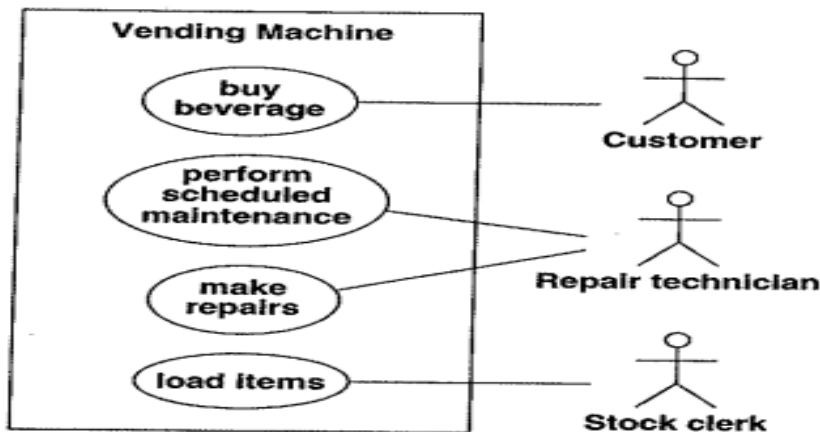 Vending Machine
buy
beverage
Customer
perform
scheduled
maintenance
Repair technician
make
repairs
load items
Stock clerk